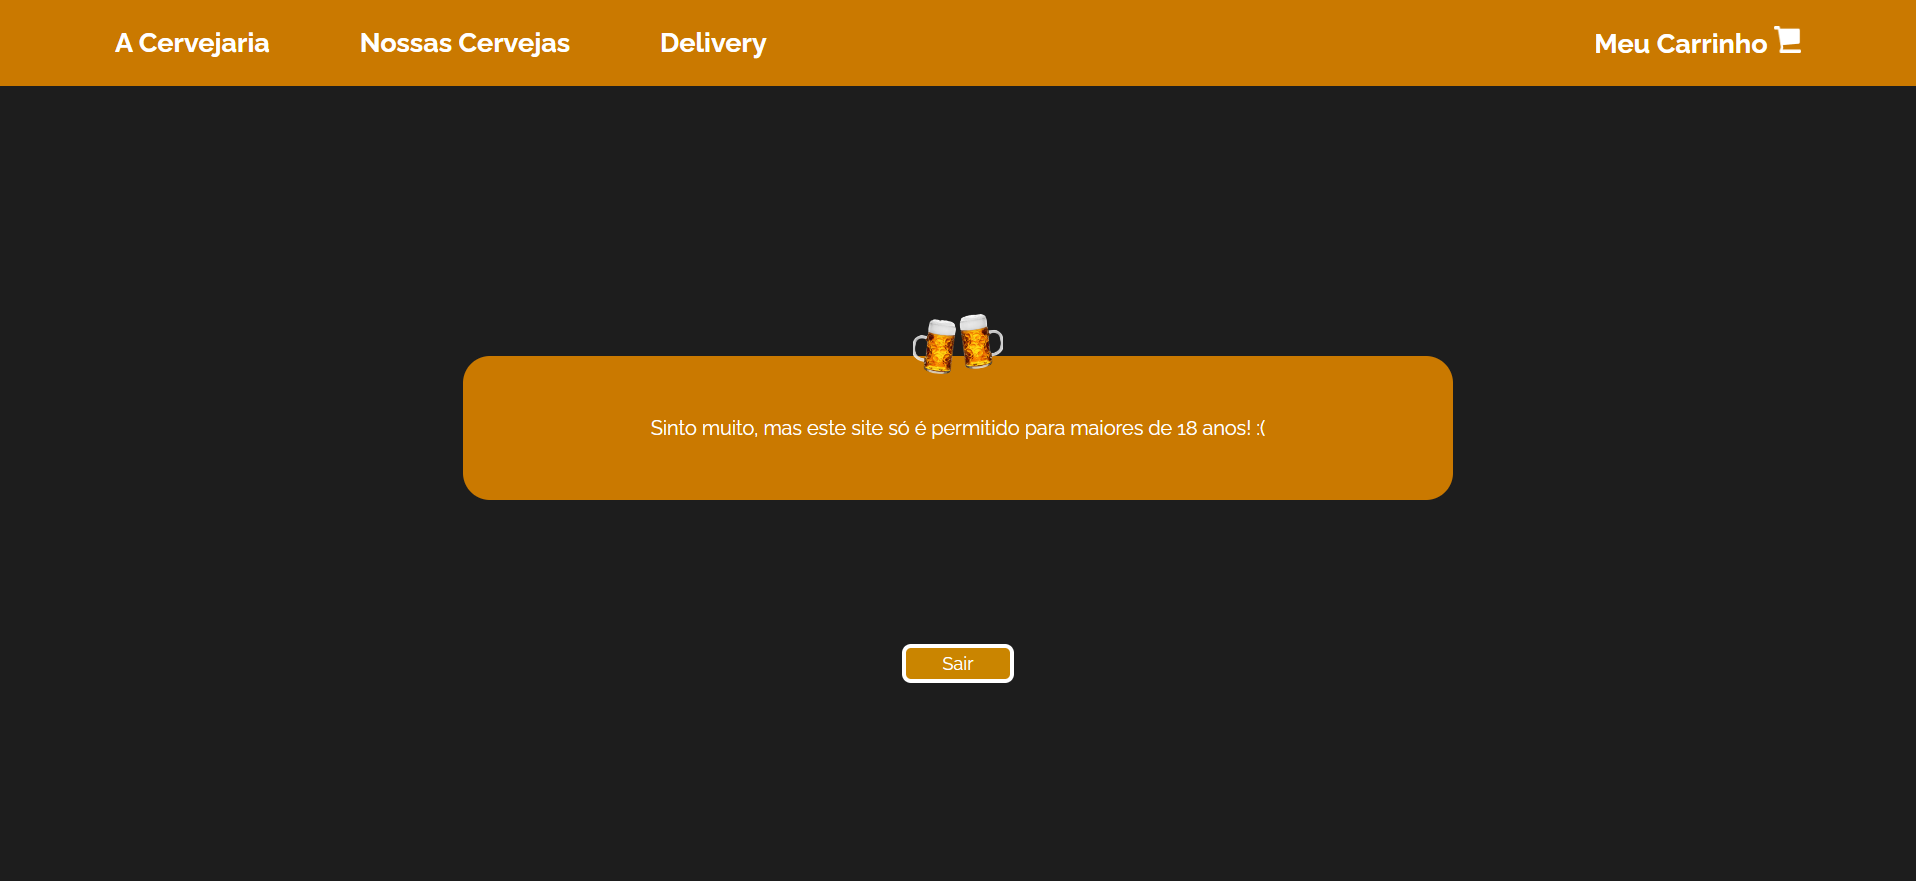 A Cervejaria
Nossas Cervejas
Delivery
Meu Carrinho
Sinto muito, mas este site só é permitido para maiores de 18 anos! :(
Sair